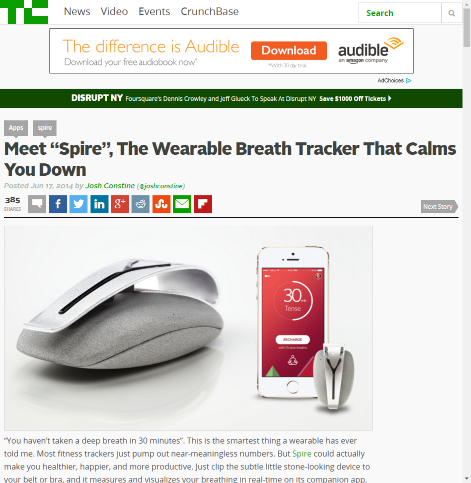 TC News Video Events CrunchBase Search
The difference is Audible
Download your free audiobook now*
Download
*With 30 day trial
audible
an amazon company
AdChoices
DISRUPT NY Foursquare's Dennis Crowley and Jeff Glueck To Speak At Disrupt NY Save $1000 Off Tickets
Apps spire
Meet “Spire”, The Wearable Breath Tracker That Calms
You Down
Posted Jun 17, 2014 by Josh Constine (@joshconstine)
385
SHARES
Next Story
30
Tense
RECHARGE
“You haven't taken a deep breath in 30 minutes”. This is the smartest thing a wearable has ever
told me. Most fitness trackers just pump out near-meaningless numbers. But Spire could actually
make you healthier, happier, and more productive. Just clip the subtle little stone-looking device to
your belt or bra, and it measures and visualizes your breathing in real-time on its companion app.